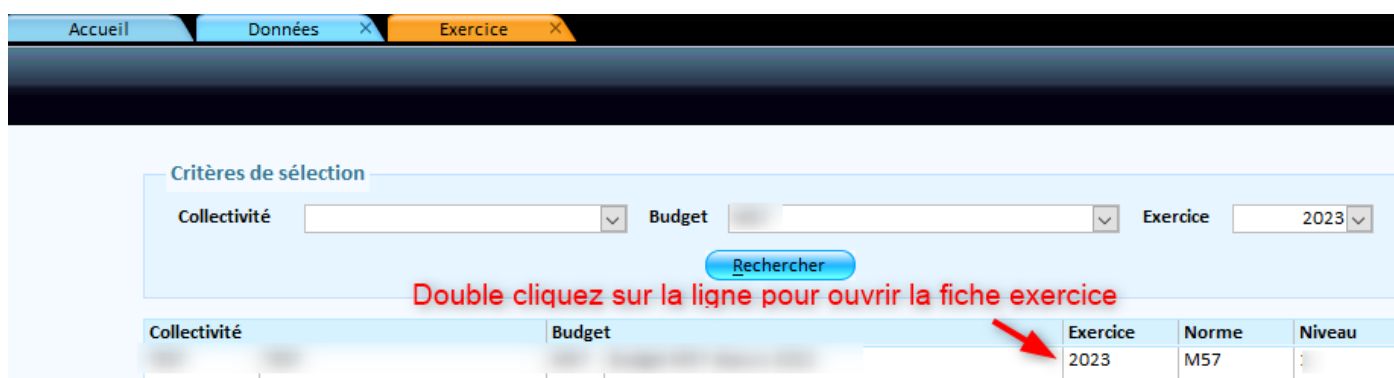 Accueil Données Exercice
Critères de sélection
Collectivité Budget Exercice 2023
Rechercher
Double cliquez sur la ligne pour ouvrir la fiche exercice
Collectivité Budget Exercice Norme Niveau
2023 M57